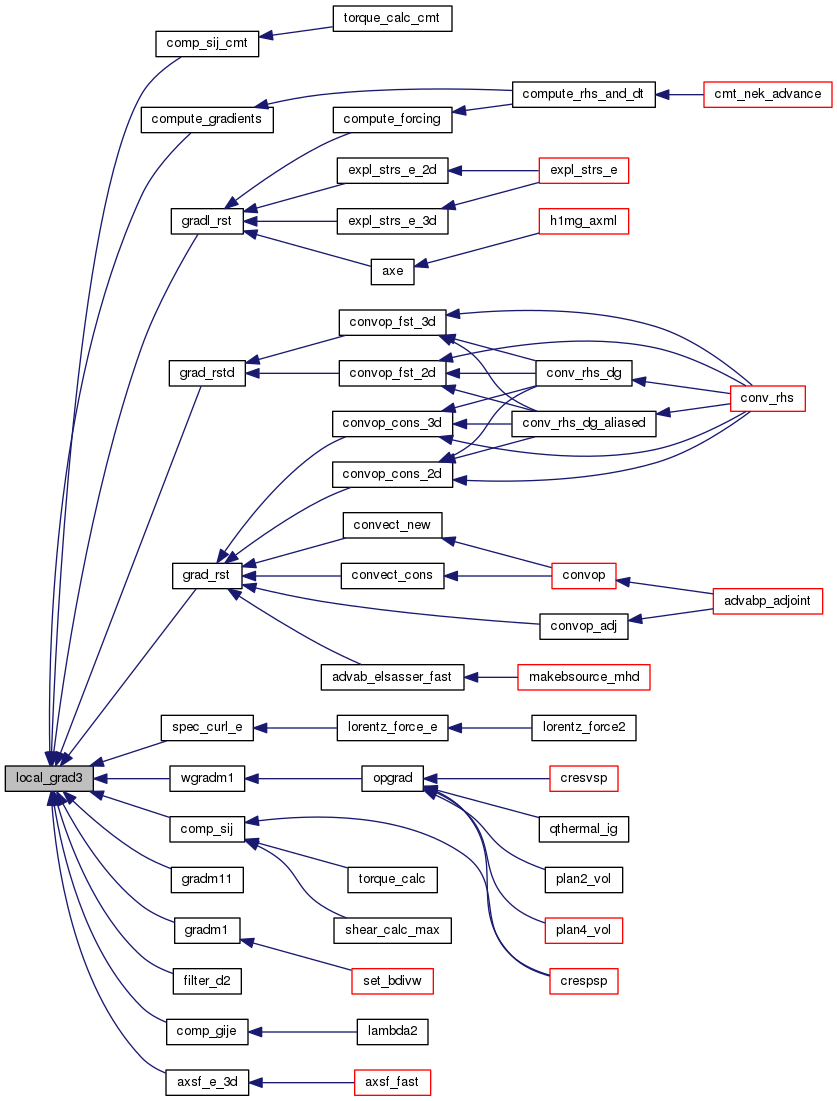 torque_calc_cmt
comp_sij_cmt
compute_rhs_and_dt
cmt_nek_advance
compute_gradients
compute_forcing
expl_strs_e_2d
expl_strs_e
gradl_rst
expl_strs_e_3d
h1mg_axml
axe
convop_fst_3d
grad_rstd
convop_fst_2d
conv_rhs_dg
conv_rhs
convop_cons_3d
conv_rhs_dg_aliased
convop_cons_2d
convect_new
grad_rst
convect_cons
convop
advabp_adjoint
convop_adj
advab_elsasser_fast
makebsource_mhd
spec_curl_e
lorentz_force_e
lorentz_force2
local_grad3
wgradm1
opgrad
cresvsp
comp_sij
qthermal_ig
gradm11
torque_calc
plan2_vol
gradm1
shear_calc_max
plan4_vol
filter_d2
set_bdivw
crespsp
comp_gije
lambda2
axsf_e_3d
axsf_fast